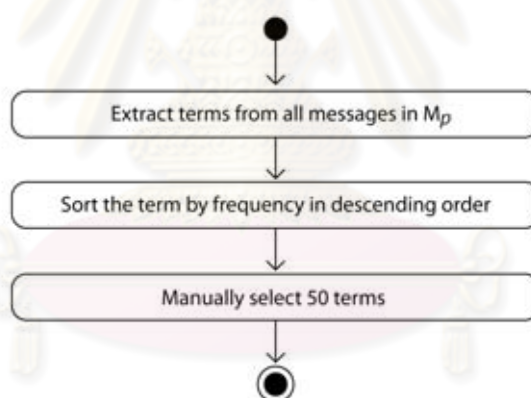 Extract terms from all messages in Mp
Sort the term by frequency in descending order
Manually select 50 terms